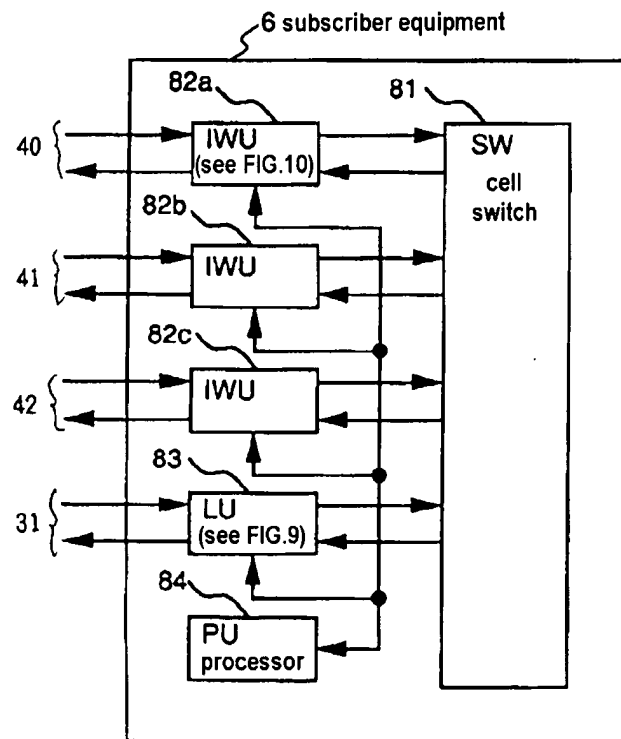 6 subscriber equipment
82a
81
40
IWU
(see FIG.10)
SW
cell
switch
82b
41
IWU
82c
42
IWU
83
31
LU
(see FIG.9)
84
PU
processor